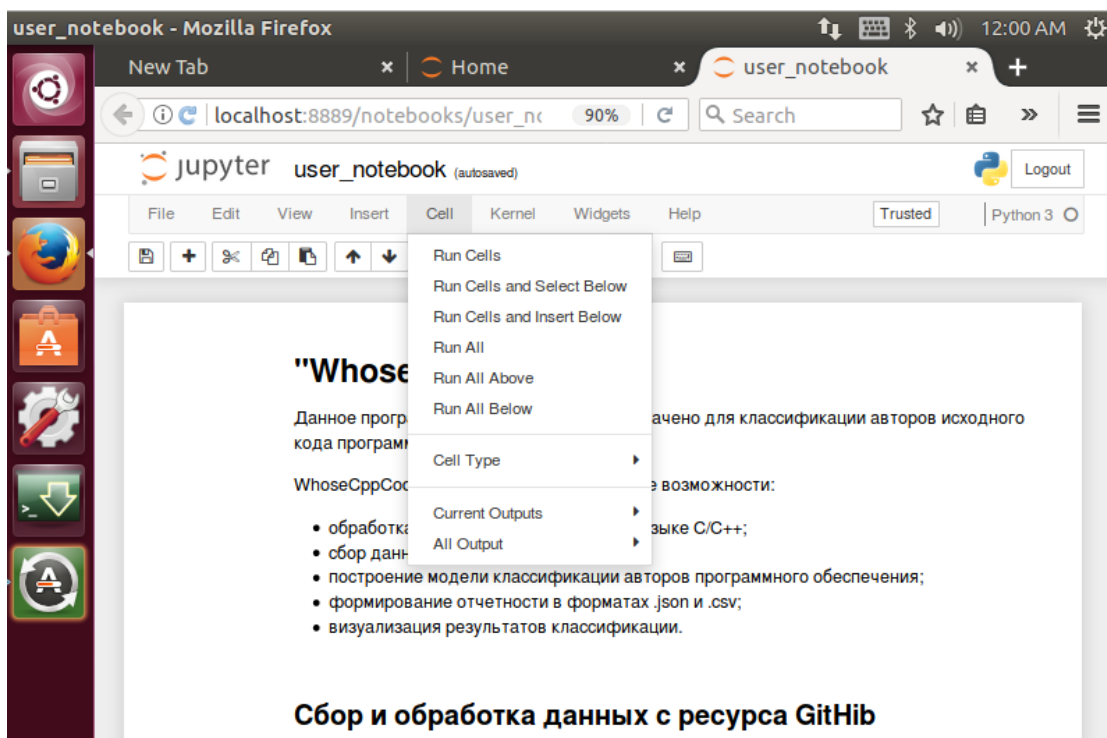 user_notebook - Mozilla Firefox 12:00 AM
New Tab Home user_notebook
localhost:8889/notebooks/user_no 90% Search
jupyter user_notebook (autosaved) Logout
File Edit View Insert Cell Kernel Widgets Help Trusted Python 3
Run Cells
Run Cells and Select Below
Run Cells and Insert Below
Run All
Run All Above
Run All Below
Cell Type
Current Outputs
All Output
"Whose
Данное прогр ачено для классификации авторов исходного
кода програм
WhoseCppCod е возможности:
обработка зыке C/C++;
сбор данн
построение модели классификации авторов программного обеспечения;
формирование отчетности в форматах .json и .csv;
визуализация результатов классификации.
Сбор и обработка данных с ресурса GitHib